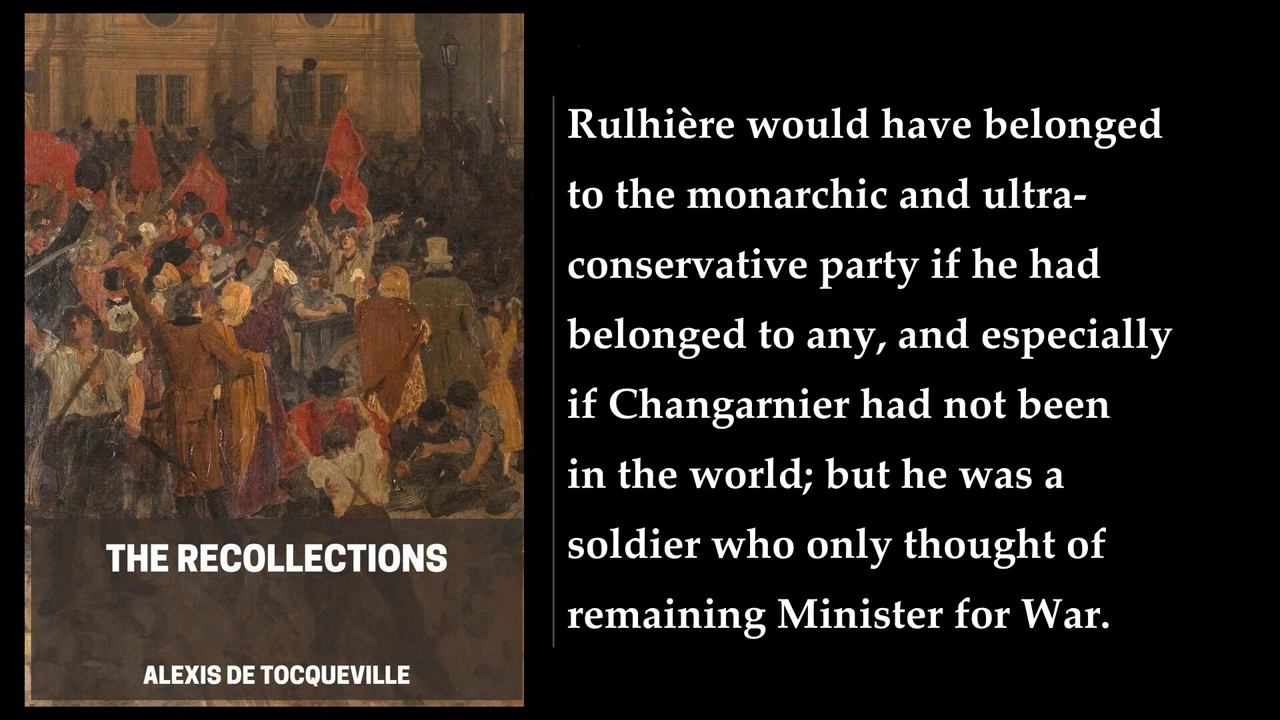 THE RECOLLECTIONS
ALEXIS DE TOCQUEVILLE
Rulhière would have belonged
to the monarchic and ultra-
conservative party if he had
belonged to any, and especially
if Changarnier had not been
in the world; but he was a
soldier who only thought of
remaining Minister for War.